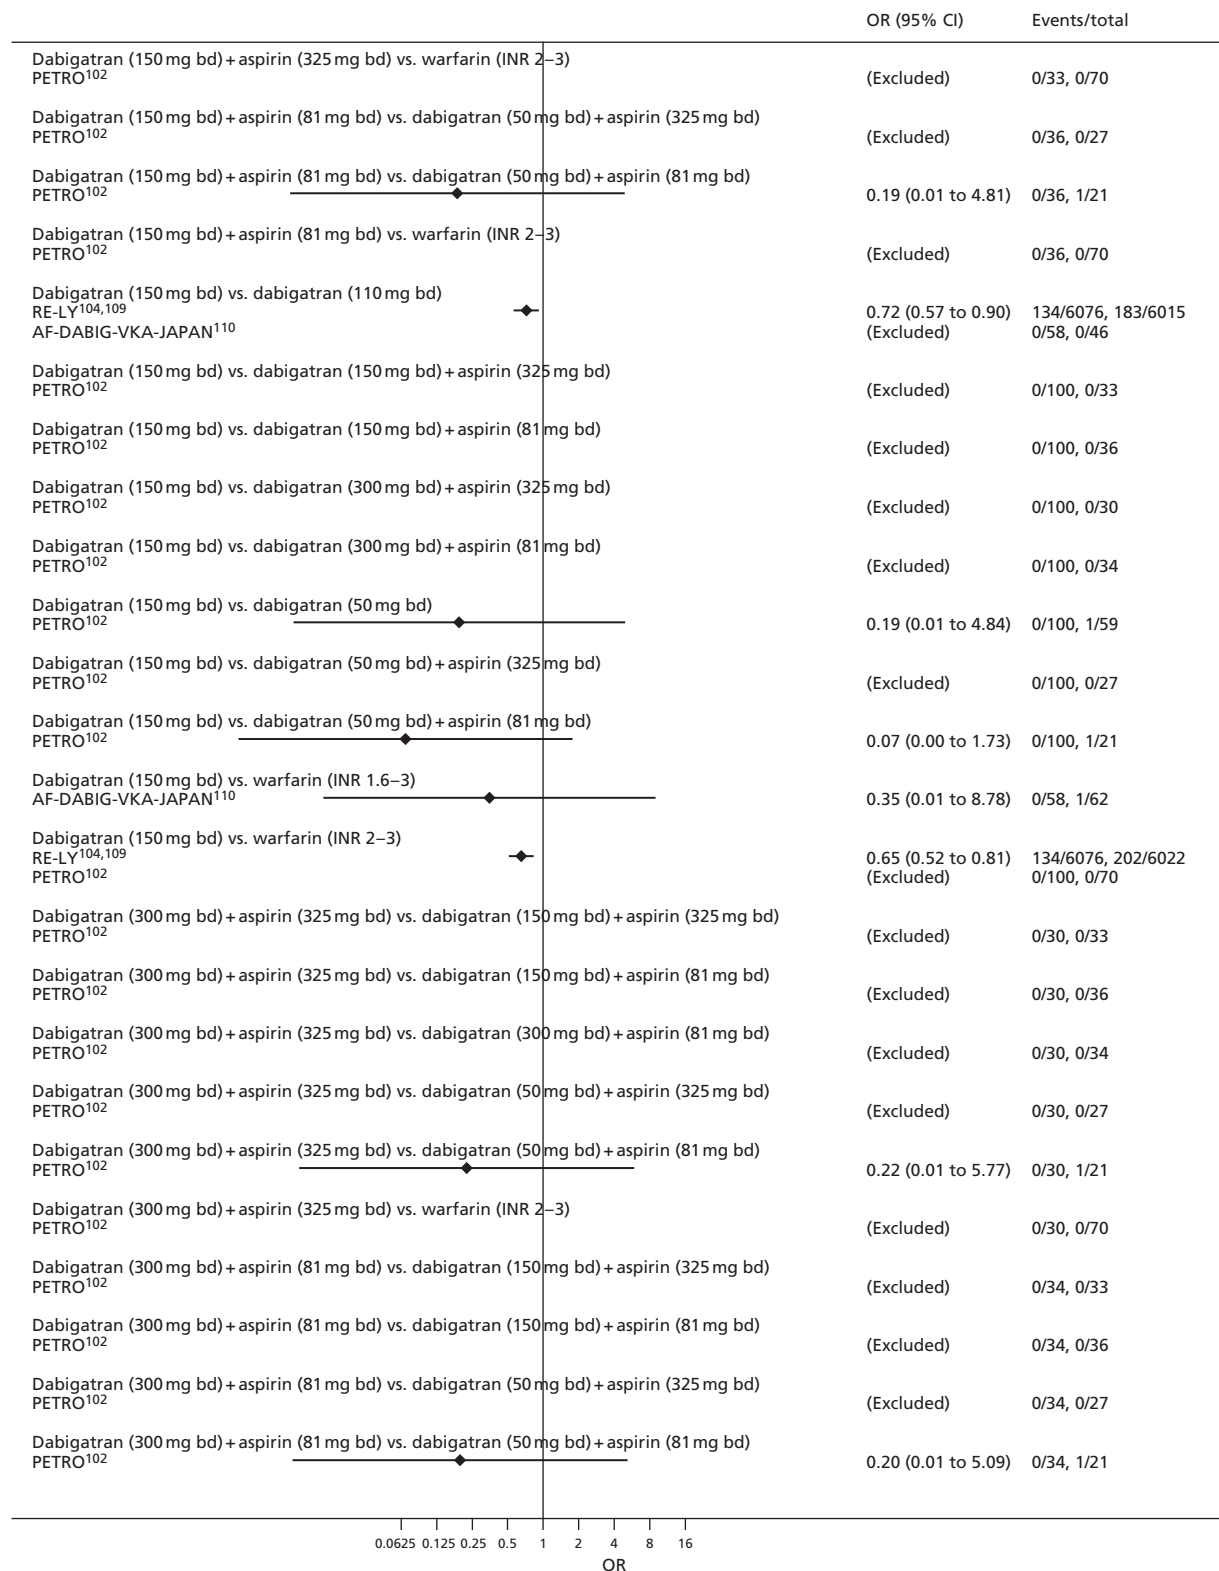 OR (95% CI) Events/total
Dabigatran (150 mg bd) + aspirin (325 mg bd) vs. warfarin (INR 2–3)
PETRO102 (Excluded) 0/33, 0/70
Dabigatran (150 mg bd) + aspirin (81 mg bd) vs. dabigatran (50 mg bd) + aspirin (325 mg bd)
PETRO102 (Excluded) 0/36, 0/27
Dabigatran (150 mg bd) + aspirin (81 mg bd) vs. dabigatran (50 mg bd) + aspirin (81 mg bd)
PETRO102 0.19 (0.01 to 4.81) 0/36, 1/21
Dabigatran (150 mg bd) + aspirin (81 mg bd) vs. warfarin (INR 2–3)
PETRO102 (Excluded) 0/36, 0/70
Dabigatran (150 mg bd) vs. dabigatran (110 mg bd)
RE-LY104,109 0.72 (0.57 to 0.90) 134/6076, 183/6015
AF-DABIG-VKA-JAPAN110 (Excluded) 0/58, 0/46
Dabigatran (150 mg bd) vs. dabigatran (150 mg bd) + aspirin (325 mg bd)
PETRO102 (Excluded) 0/100, 0/33
Dabigatran (150 mg bd) vs. dabigatran (150 mg bd) + aspirin (81 mg bd)
PETRO102 (Excluded) 0/100, 0/36
Dabigatran (150 mg bd) vs. dabigatran (300 mg bd) + aspirin (325 mg bd)
PETRO102 (Excluded) 0/100, 0/30
Dabigatran (150 mg bd) vs. dabigatran (300 mg bd) + aspirin (81 mg bd)
PETRO102 (Excluded) 0/100, 0/34
Dabigatran (150 mg bd) vs. dabigatran (50 mg bd)
PETRO102 0.19 (0.01 to 4.84) 0/100, 1/59
Dabigatran (150 mg bd) vs. dabigatran (50 mg bd) + aspirin (325 mg bd)
PETRO102 (Excluded) 0/100, 0/27
Dabigatran (150 mg bd) vs. dabigatran (50 mg bd) + aspirin (81 mg bd)
PETRO102 0.07 (0.00 to 1.73) 0/100, 1/21
Dabigatran (150 mg bd) vs. warfarin (INR 1.6–3)
AF-DABIG-VKA-JAPAN110 0.35 (0.01 to 8.78) 0/58, 1/62
Dabigatran (150 mg bd) vs. warfarin (INR 2–3)
RE-LY104,109 0.65 (0.52 to 0.81) 134/6076, 202/6022
PETRO102 (Excluded) 0/100, 0/70
Dabigatran (300 mg bd) + aspirin (325 mg bd) vs. dabigatran (150 mg bd) + aspirin (325 mg bd)
PETRO102 (Excluded) 0/30, 0/33
Dabigatran (300 mg bd) + aspirin (325 mg bd) vs. dabigatran (150 mg bd) + aspirin (81 mg bd)
PETRO102 (Excluded) 0/30, 0/36
Dabigatran (300 mg bd) + aspirin (325 mg bd) vs. dabigatran (300 mg bd) + aspirin (81 mg bd)
PETRO102 (Excluded) 0/30, 0/34
Dabigatran (300 mg bd) + aspirin (325 mg bd) vs. dabigatran (50 mg bd) + aspirin (325 mg bd)
PETRO102 (Excluded) 0/30, 0/27
Dabigatran (300 mg bd) + aspirin (325 mg bd) vs. dabigatran (50 mg bd) + aspirin (81 mg bd)
PETRO102 0.22 (0.01 to 5.77) 0/30, 1/21
Dabigatran (300 mg bd) + aspirin (325 mg bd) vs. warfarin (INR 2–3)
PETRO102 (Excluded) 0/30, 0/70
Dabigatran (300 mg bd) + aspirin (81 mg bd) vs. dabigatran (150 mg bd) + aspirin (325 mg bd)
PETRO102 (Excluded) 0/34, 0/33
Dabigatran (300 mg bd) + aspirin (81 mg bd) vs. dabigatran (150 mg bd) + aspirin (81 mg bd)
PETRO102 (Excluded) 0/34, 0/36
Dabigatran (300 mg bd) + aspirin (81 mg bd) vs. dabigatran (50 mg bd) + aspirin (325 mg bd)
PETRO102 (Excluded) 0/34, 0/27
Dabigatran (300 mg bd) + aspirin (81 mg bd) vs. dabigatran (50 mg bd) + aspirin (81 mg bd)
PETRO102 0.20 (0.01 to 5.09) 0/34, 1/21
0.0625 0.125 0.25 0.5 1 2 4 8 16
OR